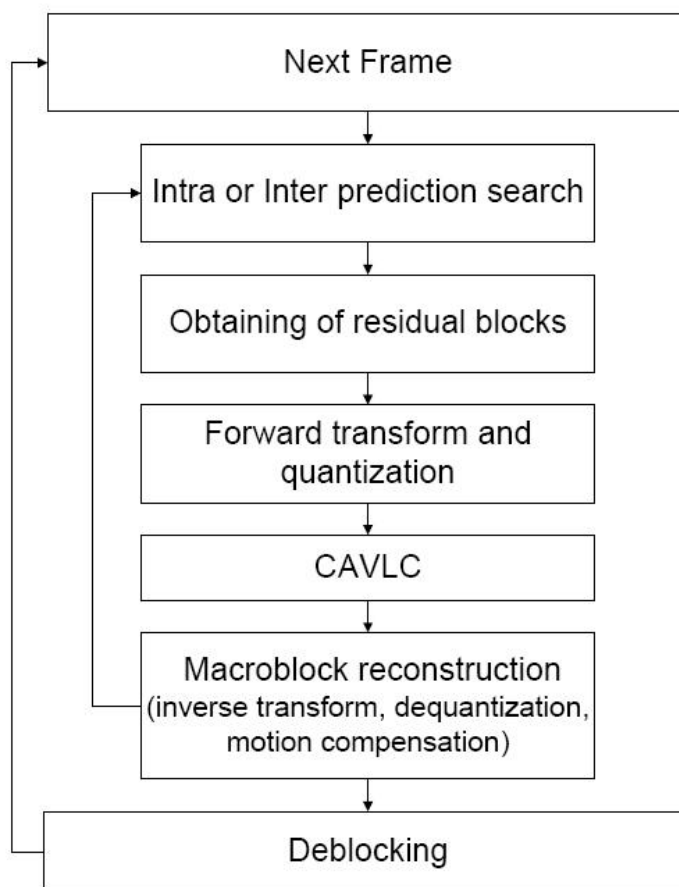 Next Frame
Intra or Inter prediction search
Obtaining of residual blocks
Forward transform and
quantization
CAVLC
Macroblock reconstruction
(inverse transform, dequantization,
motion compensation)
Deblocking